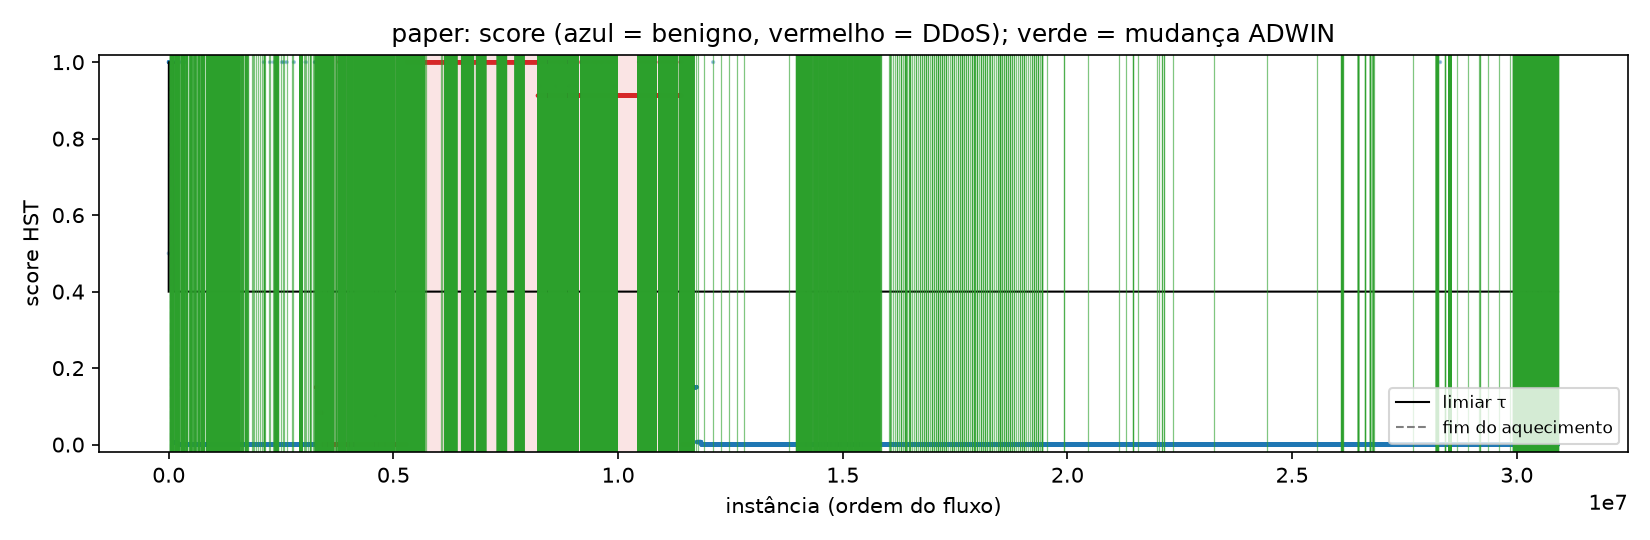 paper: score (azul = benigno, vermelho = DDoS); verde = mudança ADWIN
score HST
1.0
0.8
0.6
0.4
0.2
0.0
limiar τ
fim do aquecimento
0.0 0.5 1.0 1.5 2.0 2.5 3.0
1e7
instância (ordem do fluxo)